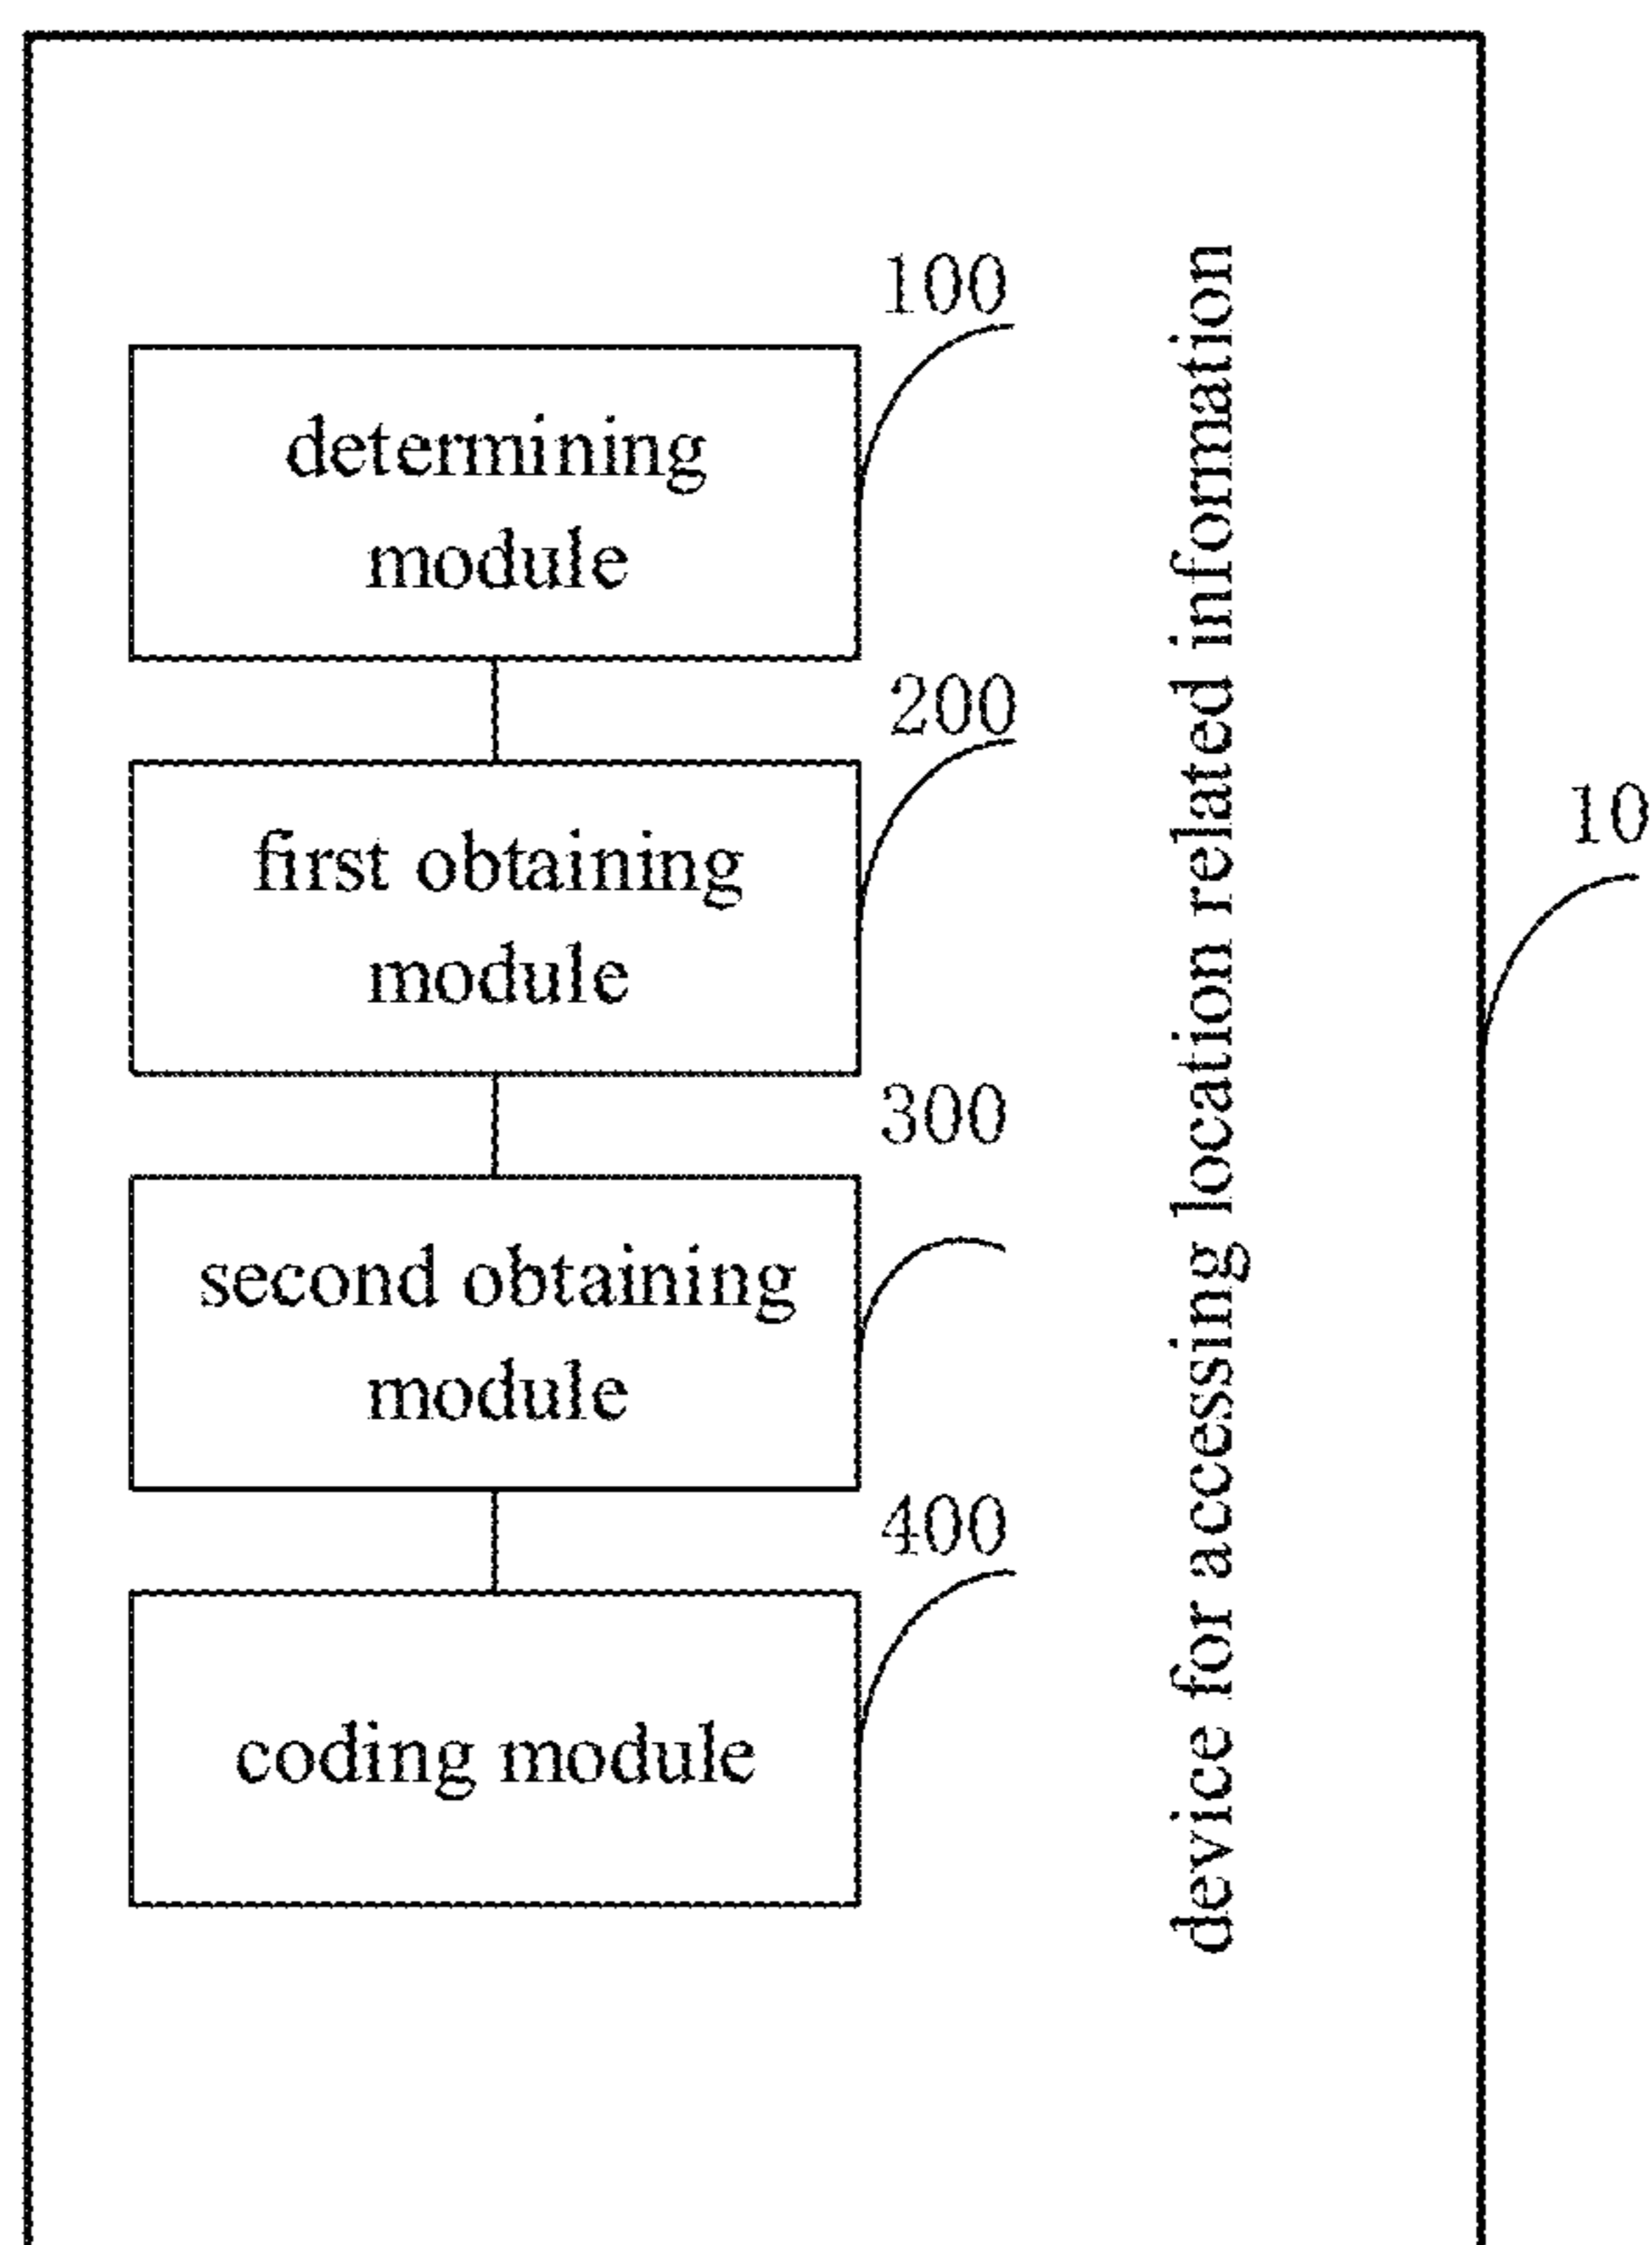 100
determining
module
200
first obtaining
module
300
second obtaining
module
400
coding module
device for accessing location related information
10